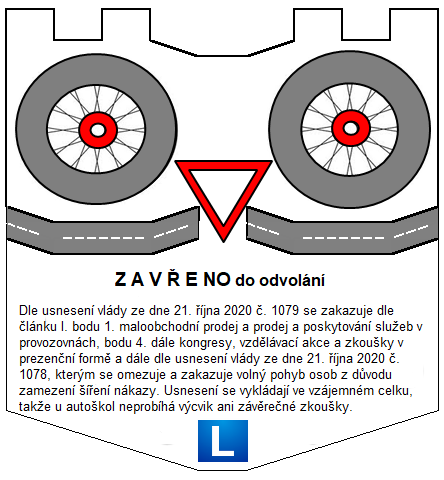 Z A V Ř E NO do odvolání
Dle usnesení vlády ze dne 21. října 2020 č. 1079 se zakazuje dle
článku I. bodu 1. maloobchodní prodej a prodej a poskytování služeb v
provozovnách, bodu 4. dále kongresy, vzdělávací akce a zkoušky v
prezenční formě a dále dle usnesení vlády ze dne 21. října 2020 č.
1078, kterým se omezuje a zakazuje volný pohyb osob z důvodu
zamezení šíření nákazy. Usnesení se vykládají ve vzájemném celku,
takže u autoškol neprobíhá výcvik ani závěrečné zkoušky.
L